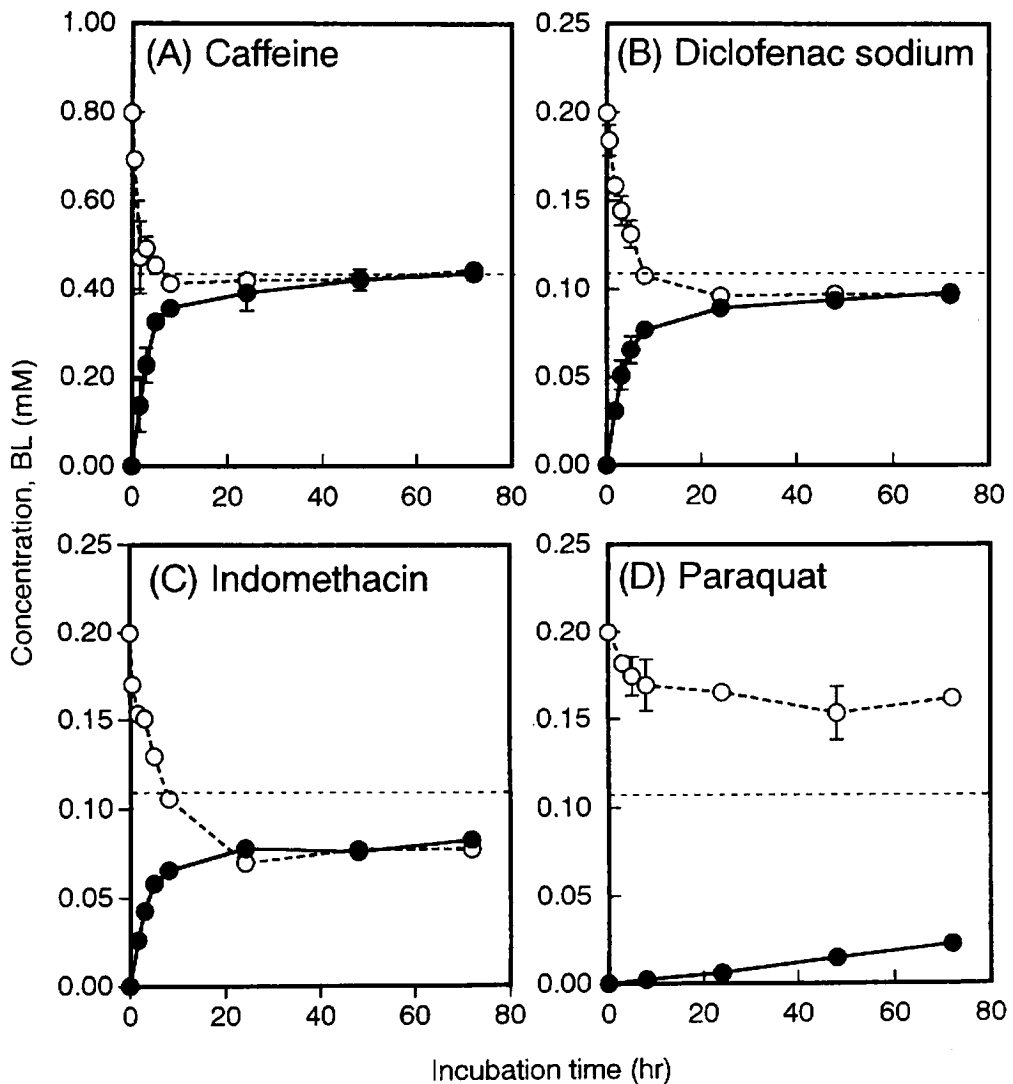 (A) Caffeine
(B) Diclofenac sodium
1.00
0.80
0.60
0.40
0.20
0.00
0 20 40 60 80
0.25
0.20
0.15
0.10
0.05
0.00
0 20 40 60 80
(C) Indomethacin
(D) Paraquat
0.25
0.20
0.15
0.10
0.05
0.00
0 20 40 60 80
0.25
0.20
0.15
0.10
0.05
0.00
0 20 40 60 80
Concentration, BL (mM)
Incubation time (hr)